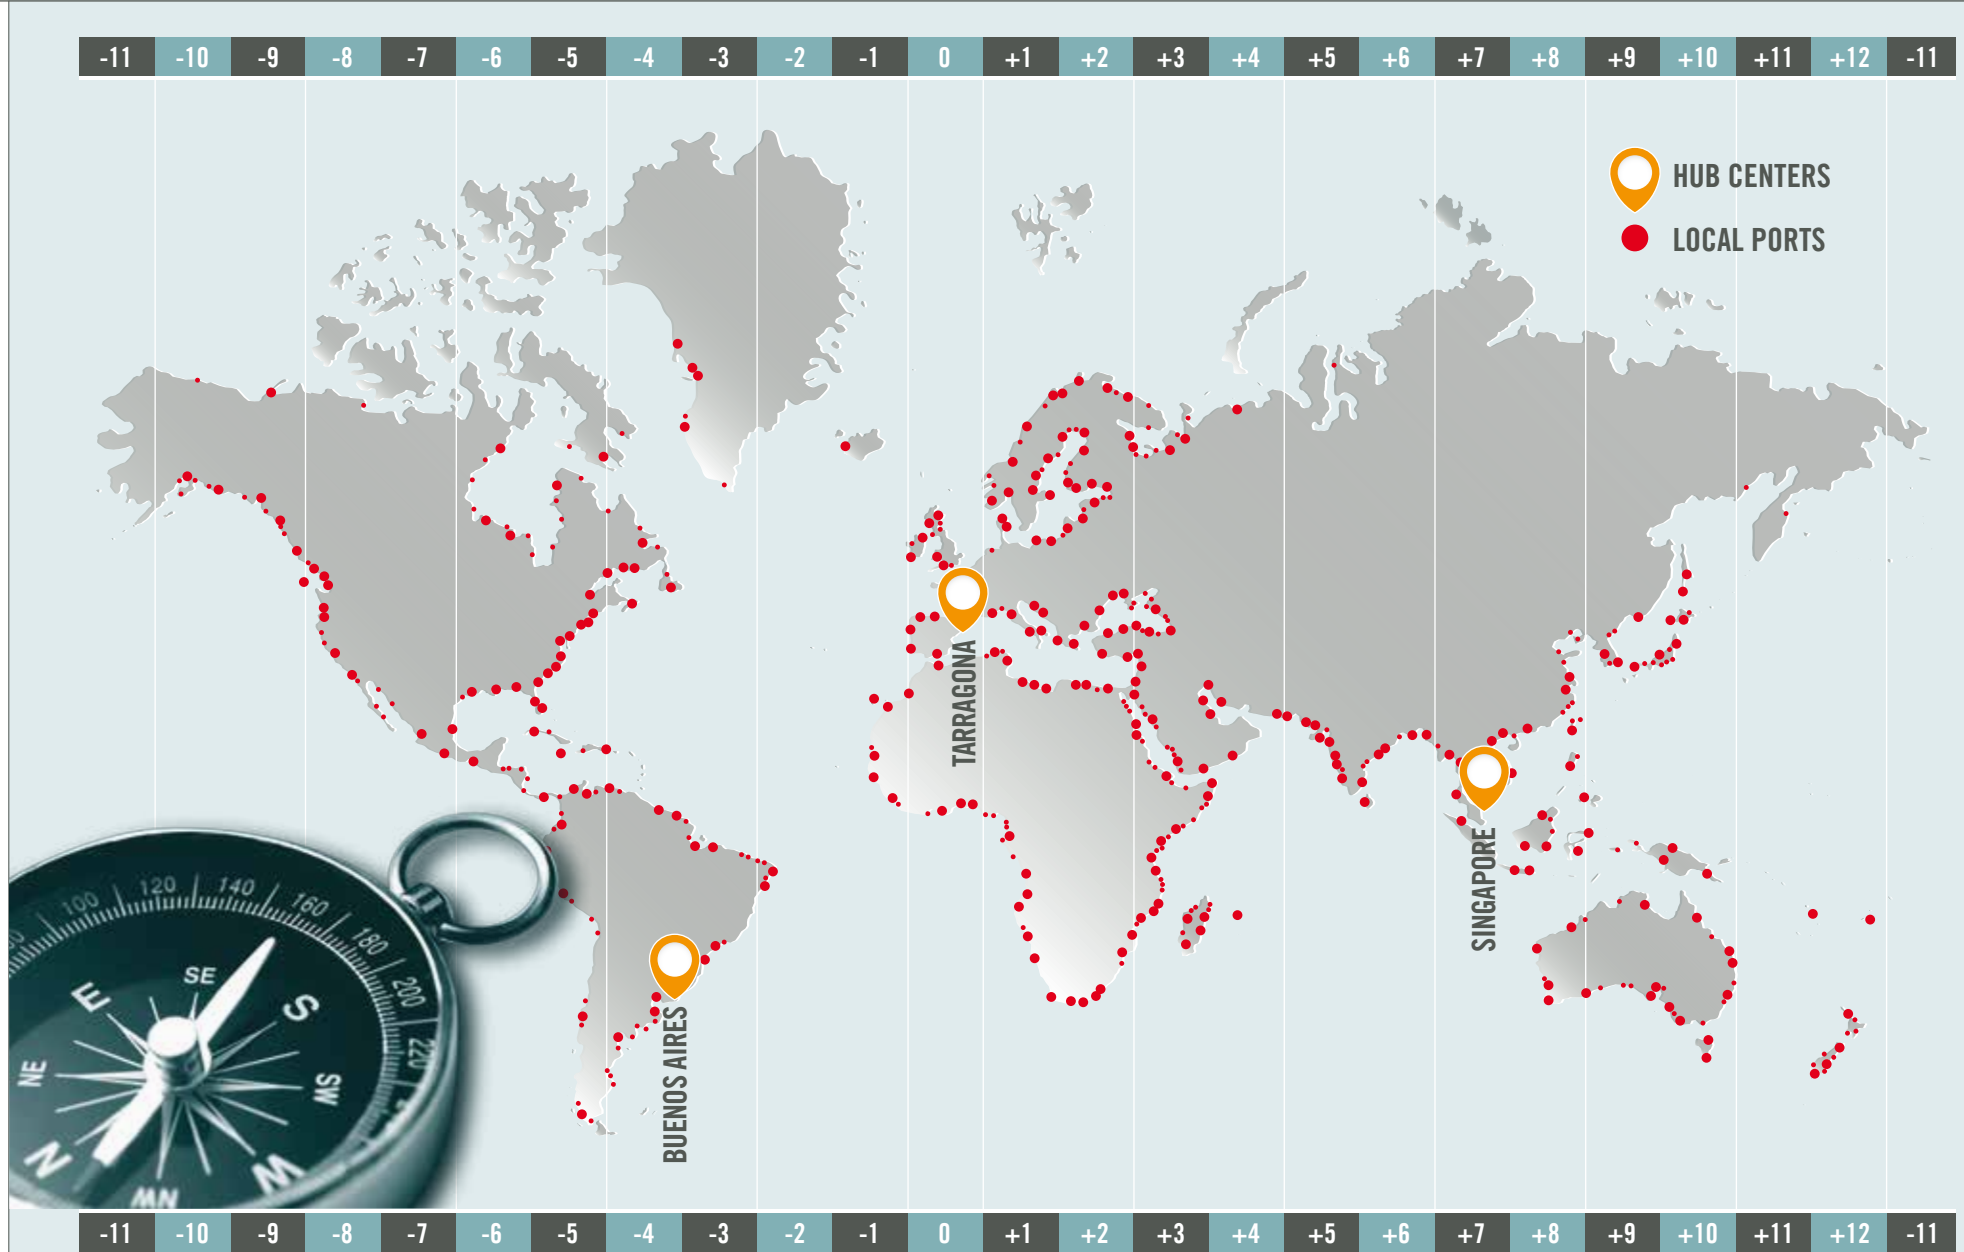 -11 -10 -9 -8 -7 -6 -5 -4 -3 -2 -1 0 +1 +2 +3 +4 +5 +6 +7 +8 +9 +10 +11 +12 -11
HUB CENTERS
LOCAL PORTS
TARRAGONA
SINGAPORE
BUENOS AIRES
100 120 140 160 180 200 220
SE
E
S
NE
SW
N
W
NW
-11 -10 -9 -8 -7 -6 -5 -4 -3 -2 -1 0 +1 +2 +3 +4 +5 +6 +7 +8 +9 +10 +11 +12 -11